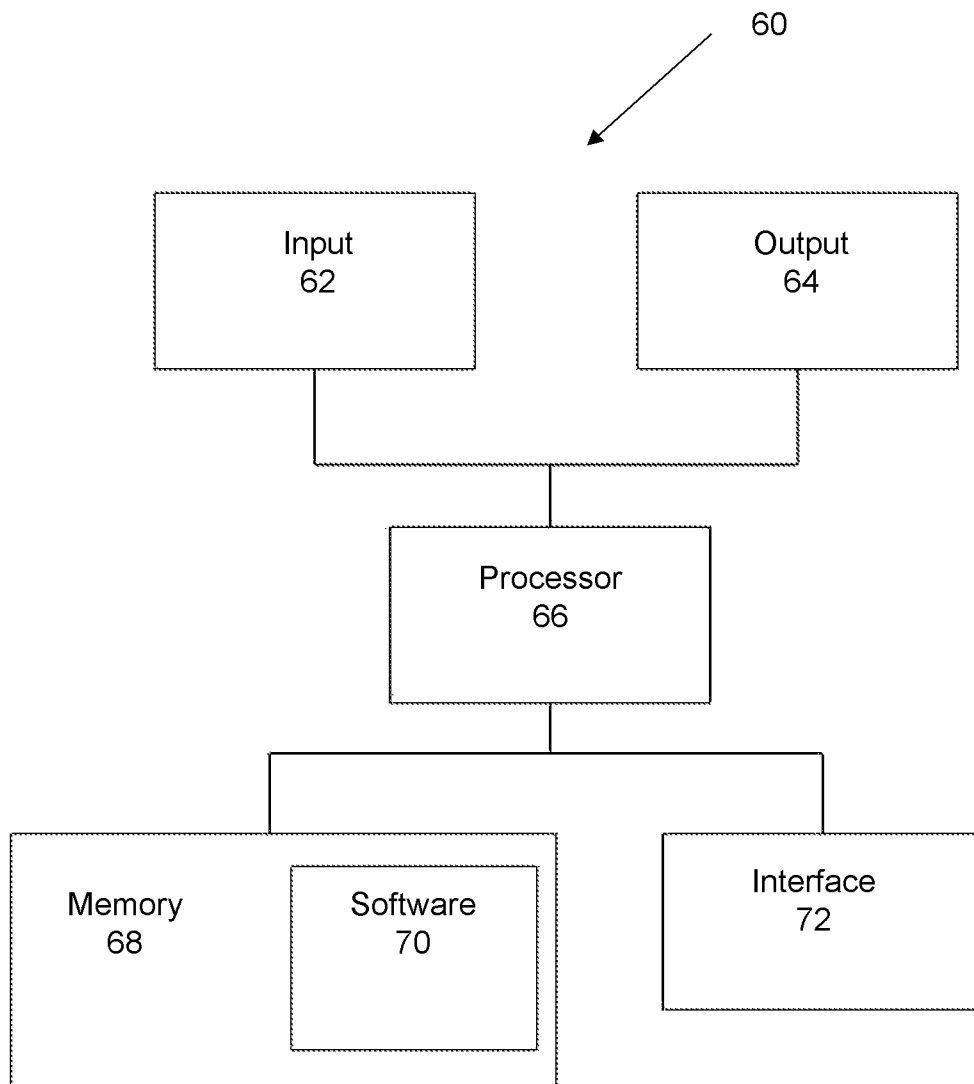 60
Input
62
Output
64
Processor
66
Memory
68
Software
70
Interface
72